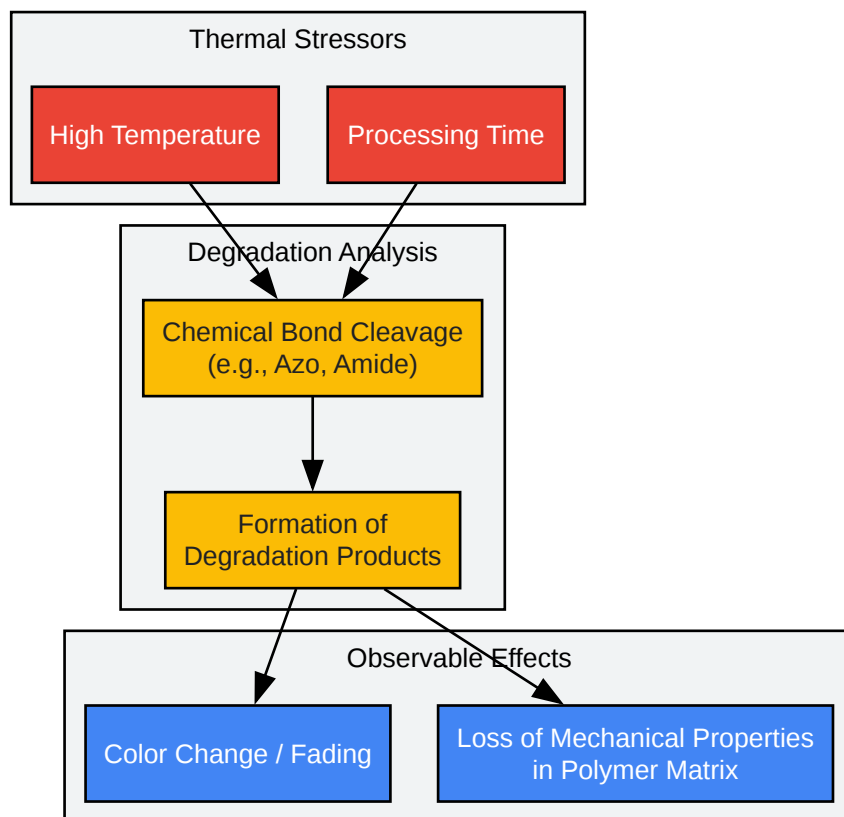 Thermal Stressors
High Temperature
Processing Time
Degradation Analysis
Chemical Bond Cleavage
(e.g., Azo, Amide)
Formation of
Degradation Products
Observable Effects
Color Change / Fading
Loss of Mechanical Properties
in Polymer Matrix